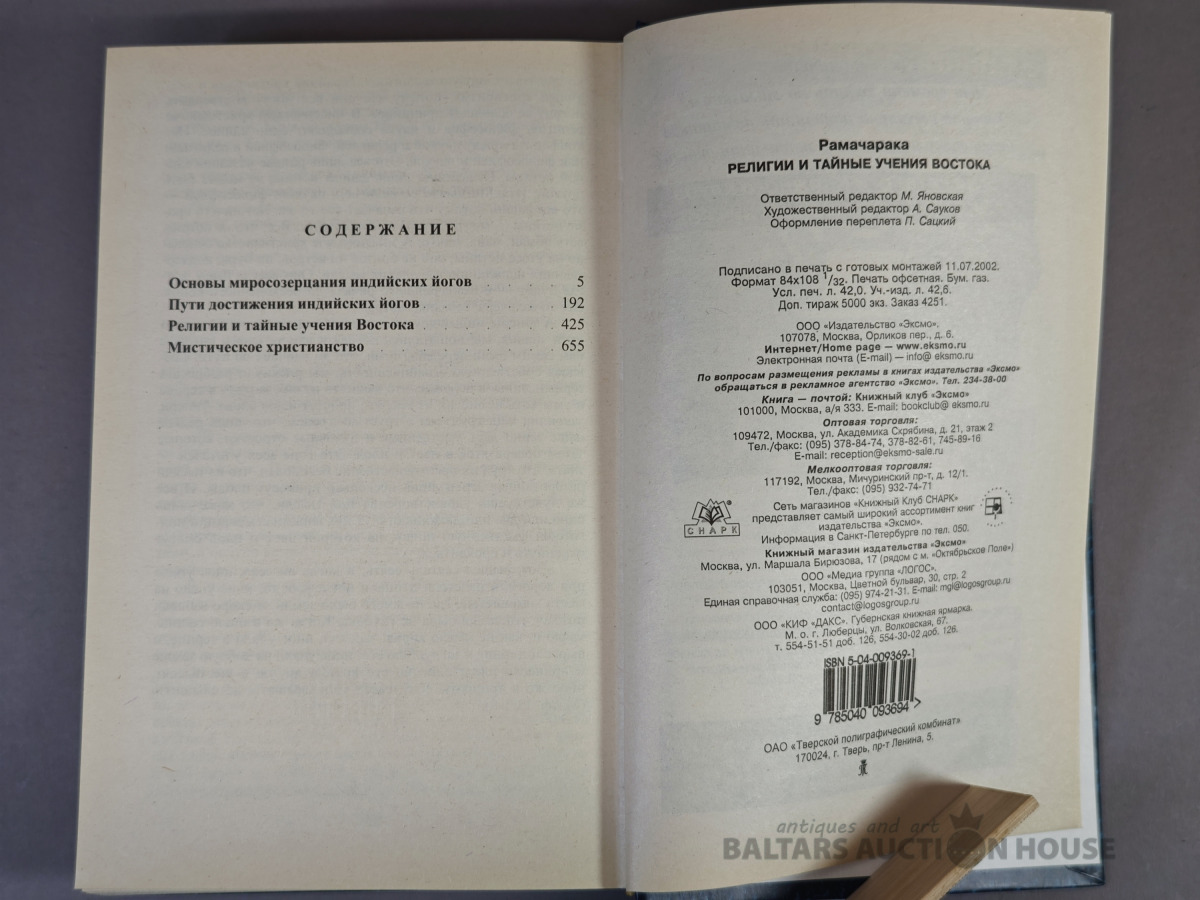 СОДЕРЖАНИЕ
Основы миросозерцания индийских йогов . . . . . 5
Пути достижения индийских йогов . . . . . . . 192
Религии и тайные учения Востока . . . . . . . 425
Мистическое христианство . . . . . . . . . 655
Рамачарака
РЕЛИГИИ И ТАЙНЫЕ УЧЕНИЯ ВОСТОКА
Ответственный редактор М. Яновская
Художественный редактор А. Сауков
Оформление переплета П. Сацкий
Подписано в печать с готовых монтажей 11.07.2002.
Формат 84x108 1/32. Печать офсетная. Бум. газ.
Усл. печ. л. 42,0. Уч.-изд. л. 42,6.
Доп. тираж 5000 экз. Заказ 4251.
ООО «Издательство «Эксмо».
107078, Москва, Орликов пер., д. 6.
Интернет/Home page — www.eksmo.ru
Электронная почта (E-mail) — info@ eksmo.ru
По вопросам размещения рекламы в книгах издательства «Эксмо»
обращаться в рекламное агентство «Эксмо». Тел. 234-38-00
Книга — почтой: Книжный клуб «Эксмо»
101000, Москва, а/я 333. E-mail: bookclub@ eksmo.ru
Оптовая торговля:
109472, Москва, ул. Академика Скрябина, д. 21, этаж 2
Тел./факс: (095) 378-84-74, 378-82-61, 745-89-16
E-mail: reception@eksmo-sale.ru
Мелкооптовая торговля:
117192, Москва, Мичуринский пр-т, д. 12/1.
Тел./факс: (095) 932-74-71
СНАРК
Сеть магазинов «Книжный Клуб СНАРК»
представляет самый широкий ассортимент книг
издательства «Эксмо».
Информация в Санкт-Петербурге по тел. 050.
Книжный магазин издательства «Эксмо»
Москва, ул. Маршала Бирюзова, 17 (рядом с м. «Октябрьское Поле»)
ООО «Медиа группа «ЛОГОС».
103051, Москва, Цветной бульвар, 30, стр. 2
Единая справочная служба: (095) 974-21-31. E-mail: mgl@logosgroup.ru
contact@logosgroup.ru
ООО «КИФ «ДАКС». Губернская книжная ярмарка.
М. о. г. Люберцы, ул. Волковская, 67.
т. 554-51-51 доб. 126, 554-30-02 доб. 126.
ISBN 5-04-009369-1
9 785040 093694 >
ОАО «Тверской полиграфический комбинат»
170024, г. Тверь, пр-т Ленина, 5.
antiques and art
BALTARS AUCTION HOUSE